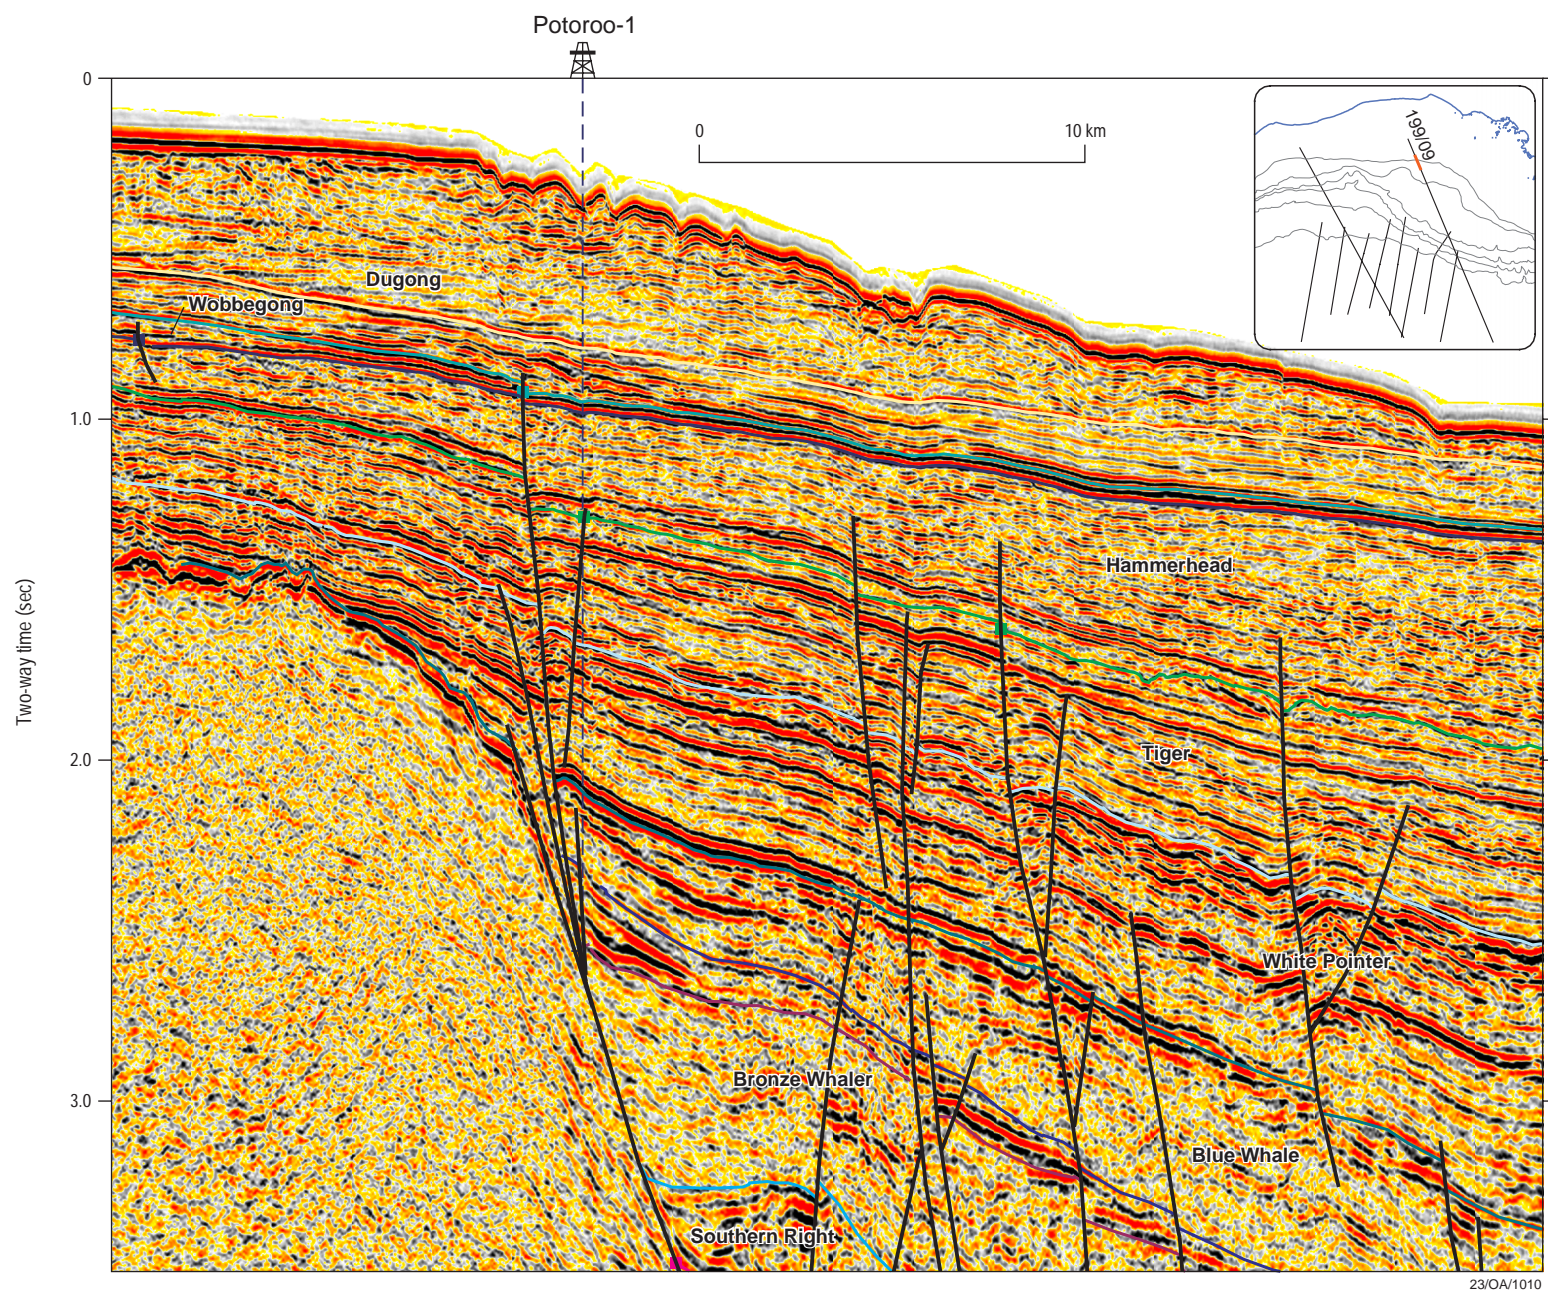 Potoroo-1
0
0
10 km
199/09
Dugong
Wobbegong
1.0
Hammerhead
Two-way time (sec)
Tiger
2.0
White Pointer
Bronze Whaler
3.0
Blue Whale
Southern Right
23/OA/1010